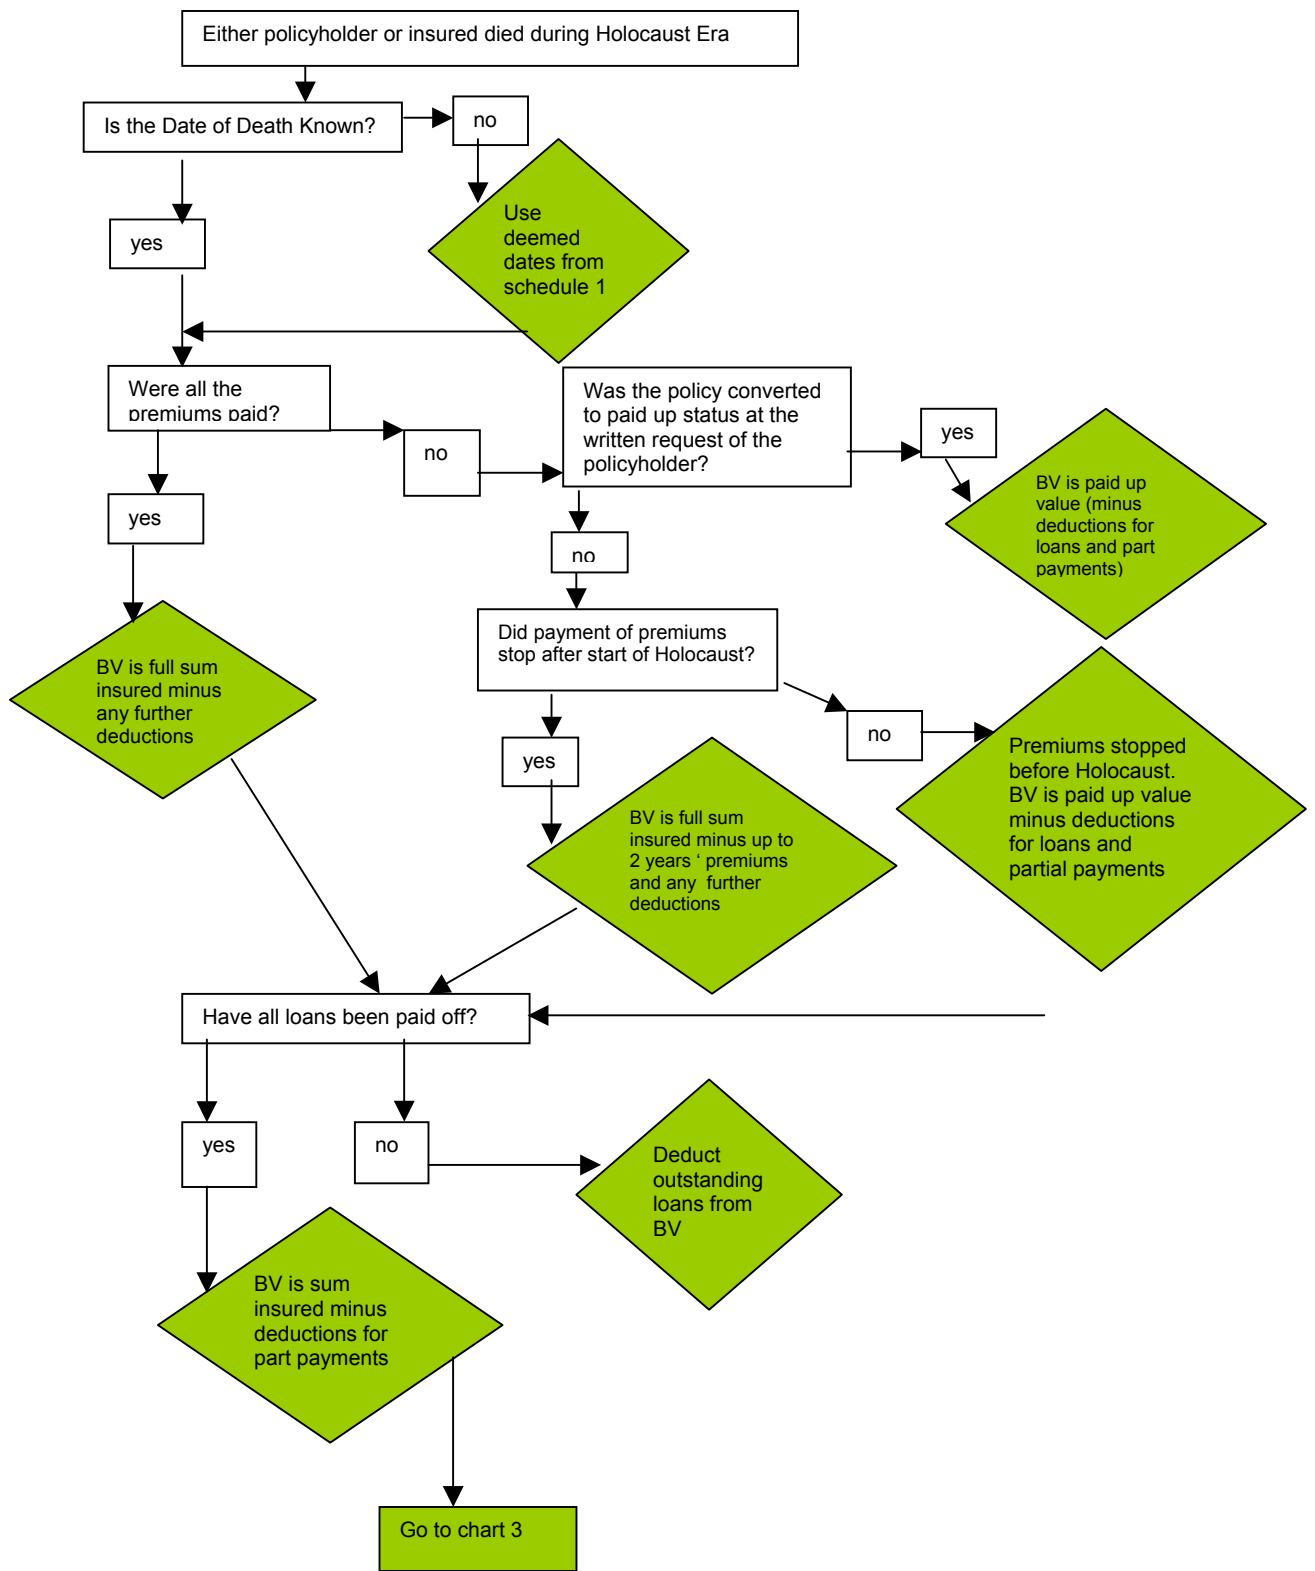 Either policyholder or insured died during Holocaust Era
Is the Date of Death Known?
no
Use
deemed
dates from
schedule 1
yes
Were all the
premiums paid?
no
Was the policy converted
to paid up status at the
written request of the
policyholder?
yes
BV is paid up
value (minus
deductions for
loans and part
payments)
yes
no
BV is full sum
insured minus
any further
deductions
Did payment of premiums
stop after start of Holocaust?
no
Premiums stopped
before Holocaust.
BV is paid up value
minus deductions
for loans and
partial payments
yes
BV is full sum
insured minus up to
2 years ‘ premiums
and any further
deductions
Have all loans been paid off?
yes
no
Deduct
outstanding
loans from
BV
BV is sum
insured minus
deductions for
part payments
Go to chart 3